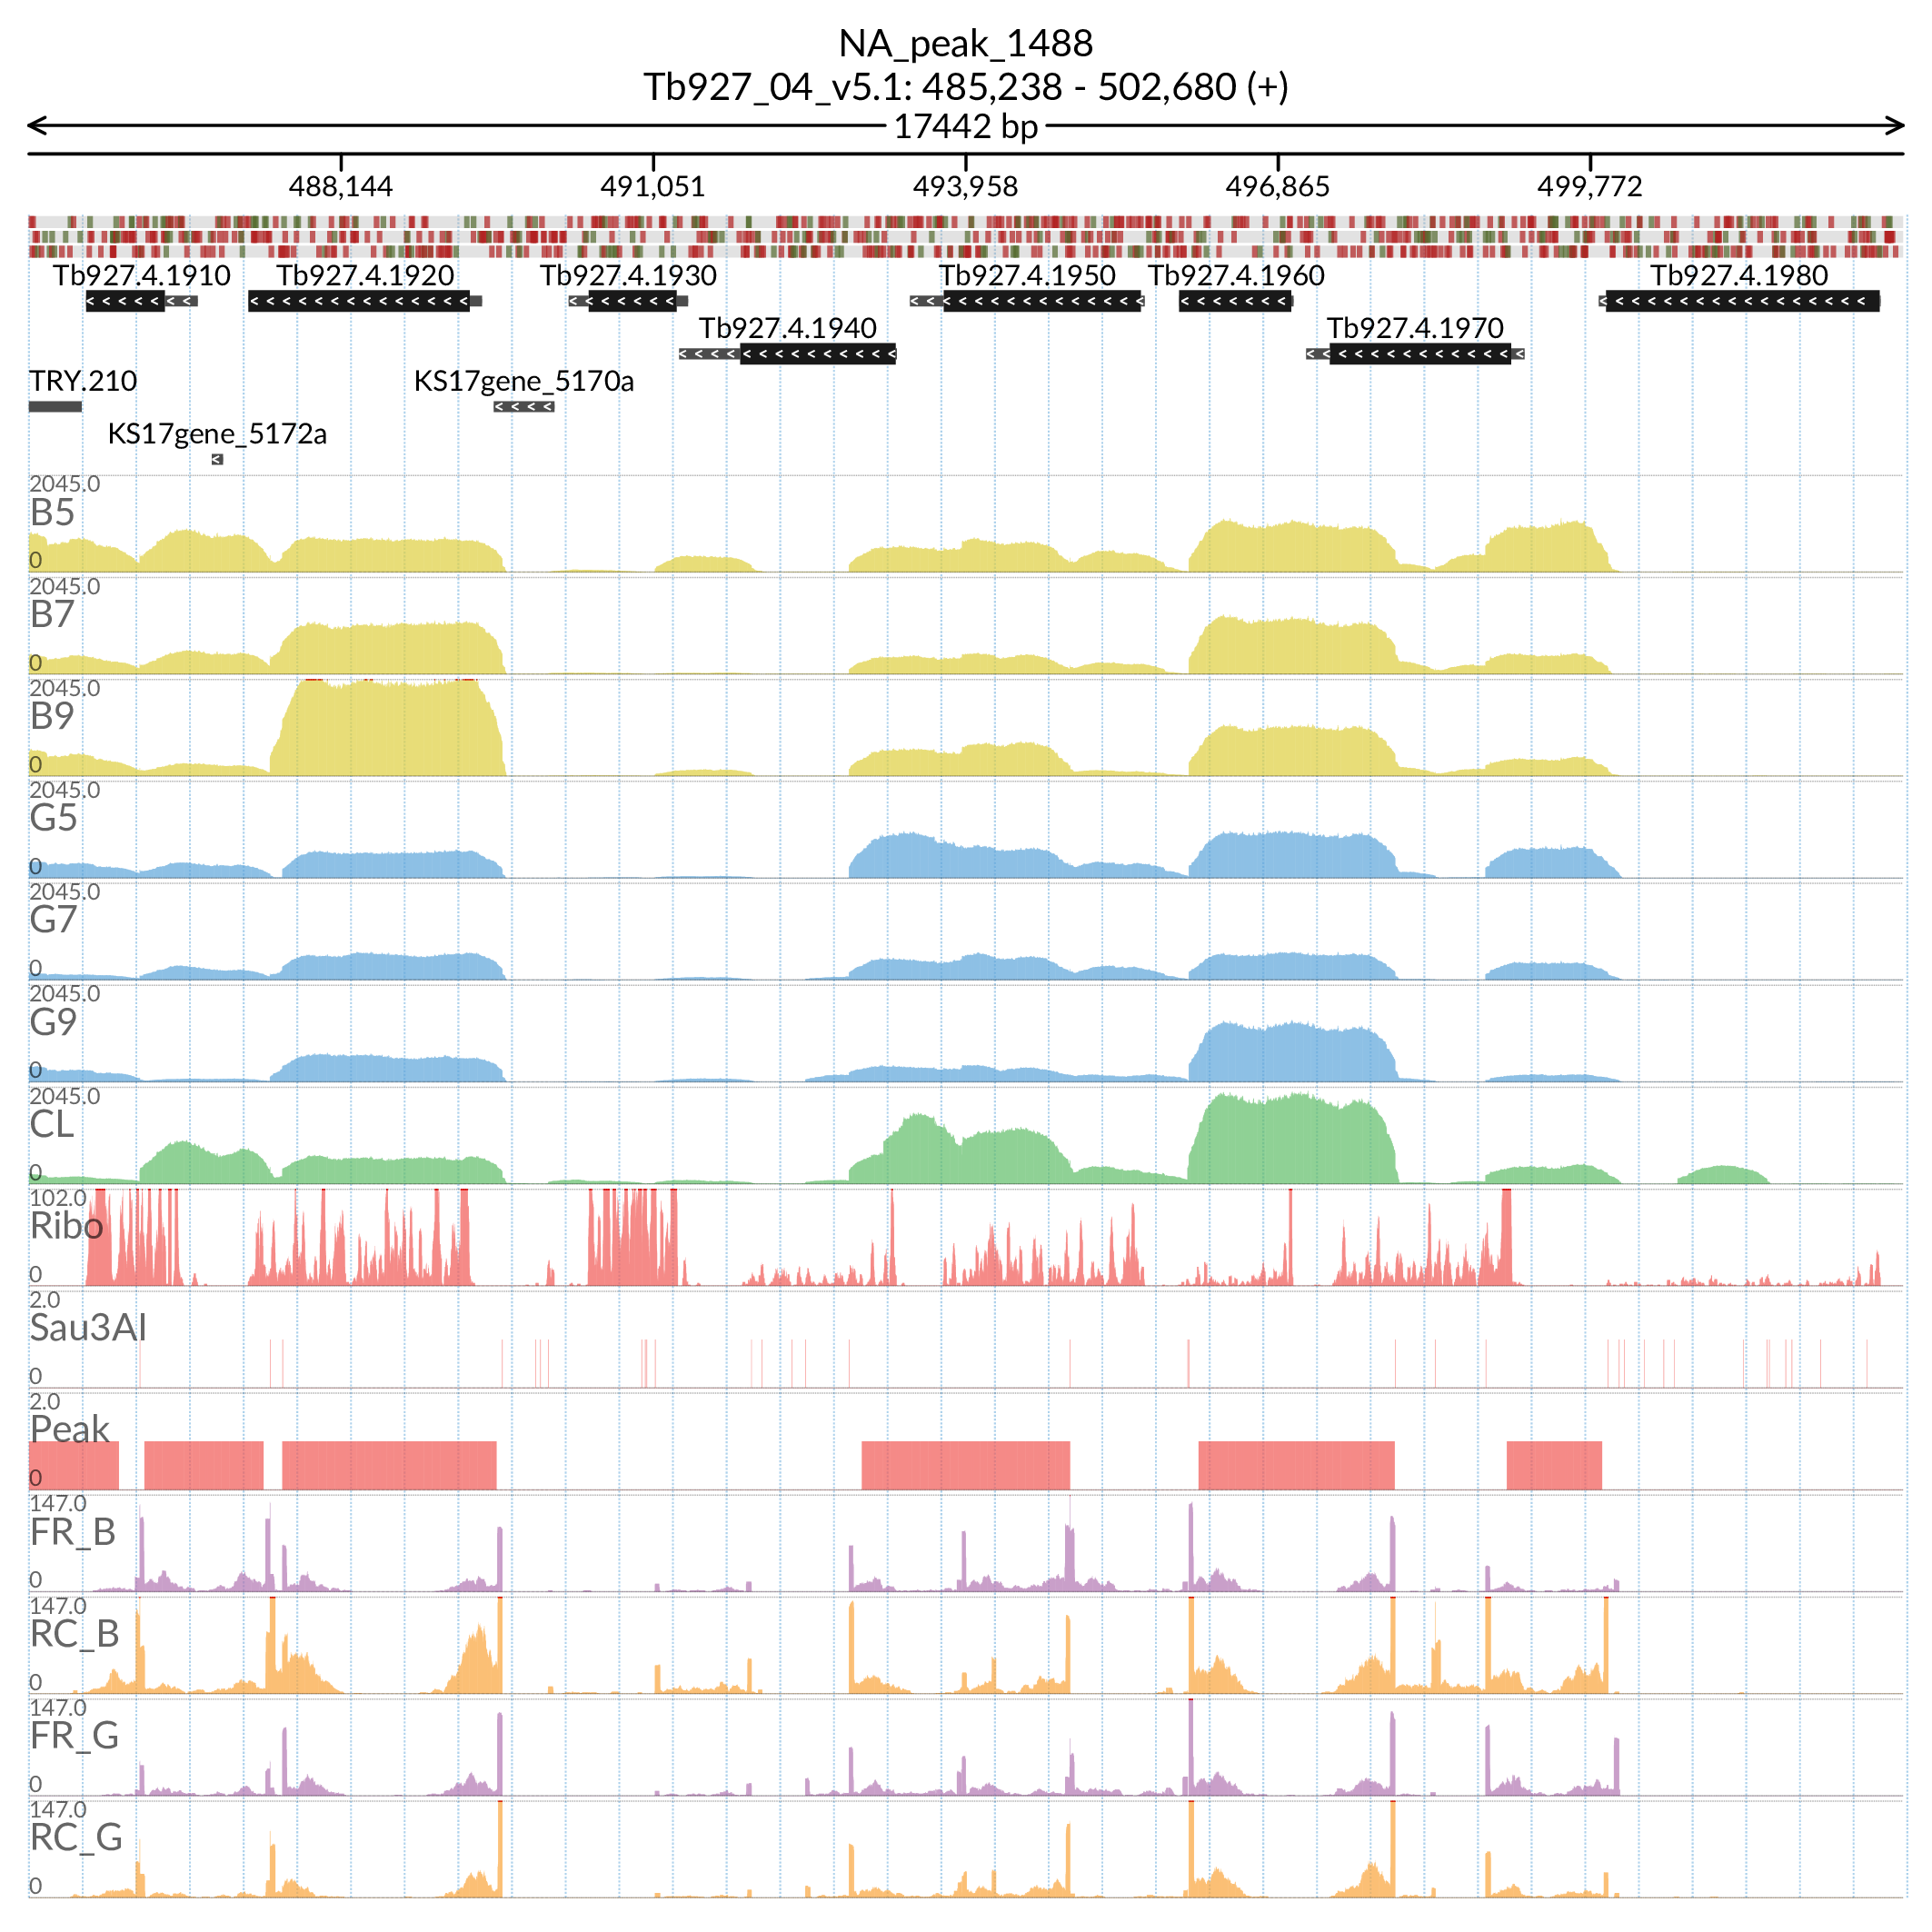 NA_peak_1488
Tb927_04_v5.1: 485,238 - 502,680 (+)
17442 bp
488,144 491,051 493,958 496,865 499,772
Tb927.4.1910 Tb927.4.1920 Tb927.4.1930 Tb927.4.1950 Tb927.4.1960 Tb927.4.1980
Tb927.4.1940 Tb927.4.1970
TRY.210 KS17gene_5170a
KS17gene_5172a
2045.0
B5
0
2045.0
B7
0
2045.0
B9
0
2045.0
G5
0
2045.0
G7
0
2045.0
G9
0
2045.0
CL
0
102.0
Ribo
0
2.0
Sau3AI
0
2.0
Peak
0
147.0
FR_B
0
147.0
RC_B
0
147.0
FR_G
0
147.0
RC_G
0